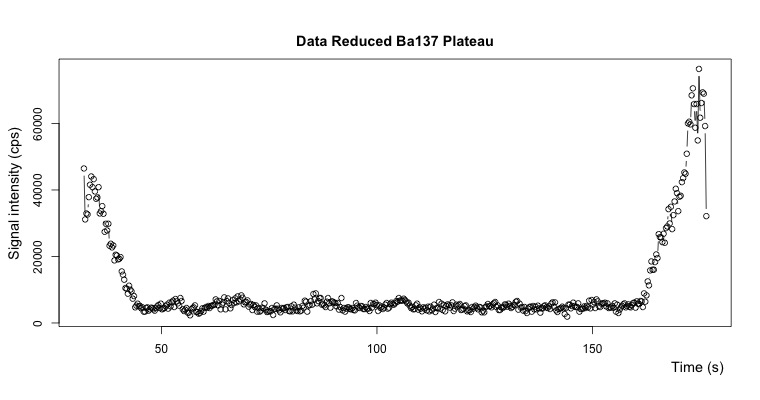 Data Reduced Ba137 Plateau
Signal intensity (cps)
60000
40000
20000
0
50 100 150
Time (s)